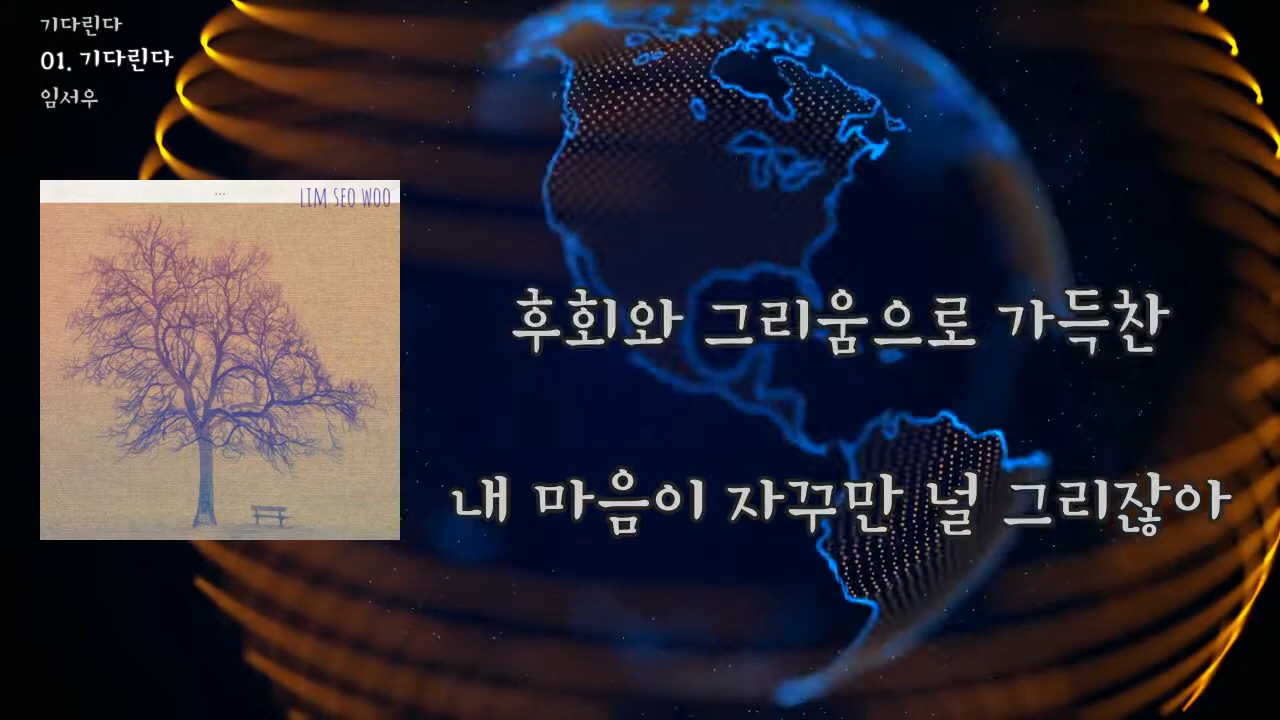 기다린다
01. 기다린다
임서우
...
LIM SEO WOO
후회와 그리움으로 가득찬
내 마음이 자꾸만 널 그리잖아